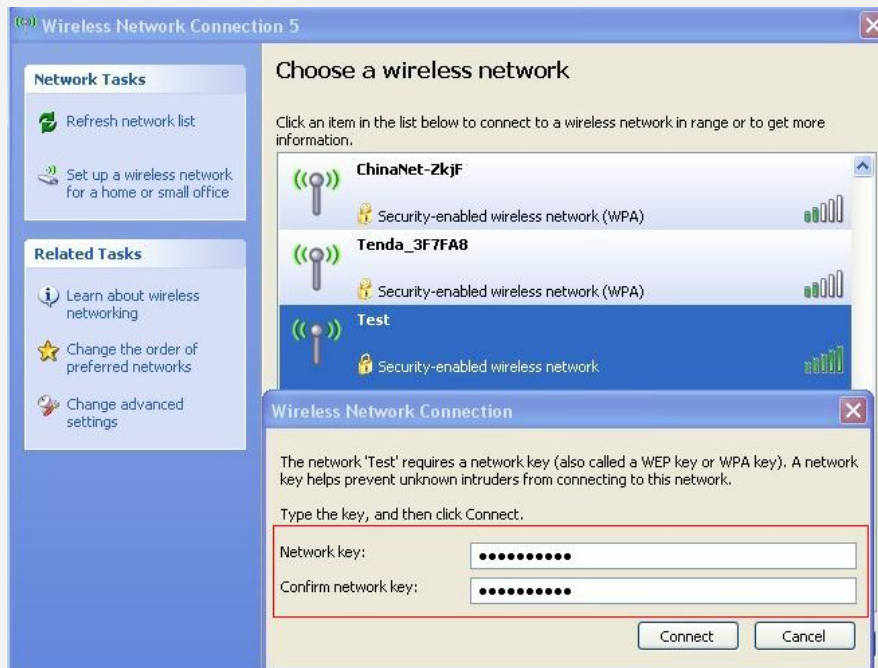 Wireless Network Connection 5
Network Tasks
Refresh network list
Set up a wireless network
for a home or small office
Related Tasks
Learn about wireless
networking
Change the order of
preferred networks
Change advanced
settings
Choose a wireless network
Click an item in the list below to connect to a wireless network in range or to get more
information.
ChinaNet-ZkjF
Security-enabled wireless network (WPA)
Tenda_3F7FA8
Security-enabled wireless network (WPA)
Test
Security-enabled wireless network
Wireless Network Connection
The network 'Test' requires a network key (also called a WEP key or WPA key). A network
key helps prevent unknown intruders from connecting to this network.
Type the key, and then click Connect.
Network key: ••••••••••
Confirm network key: ••••••••••
Connect
Cancel